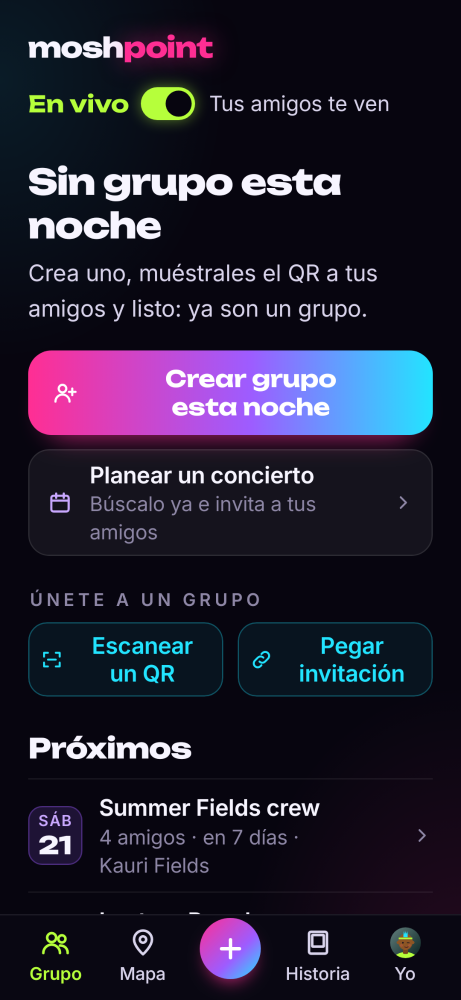 moshpoint
En vivo Tus amigos te ven
Sin grupo esta
noche
Crea uno, muéstrales el QR a tus
amigos y listo: ya son un grupo.
Crear grupo
esta noche
Planear un concierto
Búscalo ya e invita a tus
amigos
ÚNETE A UN GRUPO
Escanear
un QR
Pegar
invitación
Próximos
SÁB
21
Summer Fields crew
4 amigos · en 7 días ·
Kauri Fields
Grupo
Mapa
Historia
Yo